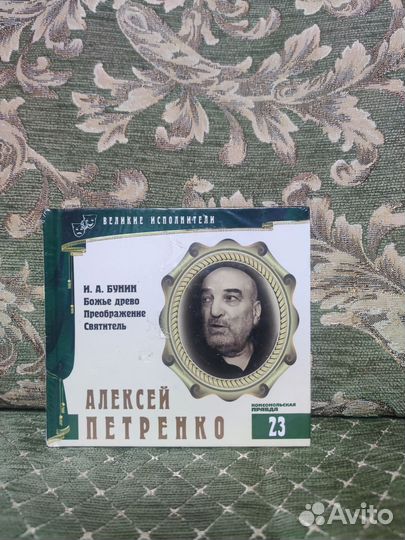 ВЕЛИКИЕ ИСПОЛНИТЕЛИ
И. А. БУНИН
Божье древо
Преображение
Святитель
АЛЕКСЕЙ
ПЕТРЕНКО
КОМСОМОЛЬСКАЯ
ПРАВДА
23
Avito